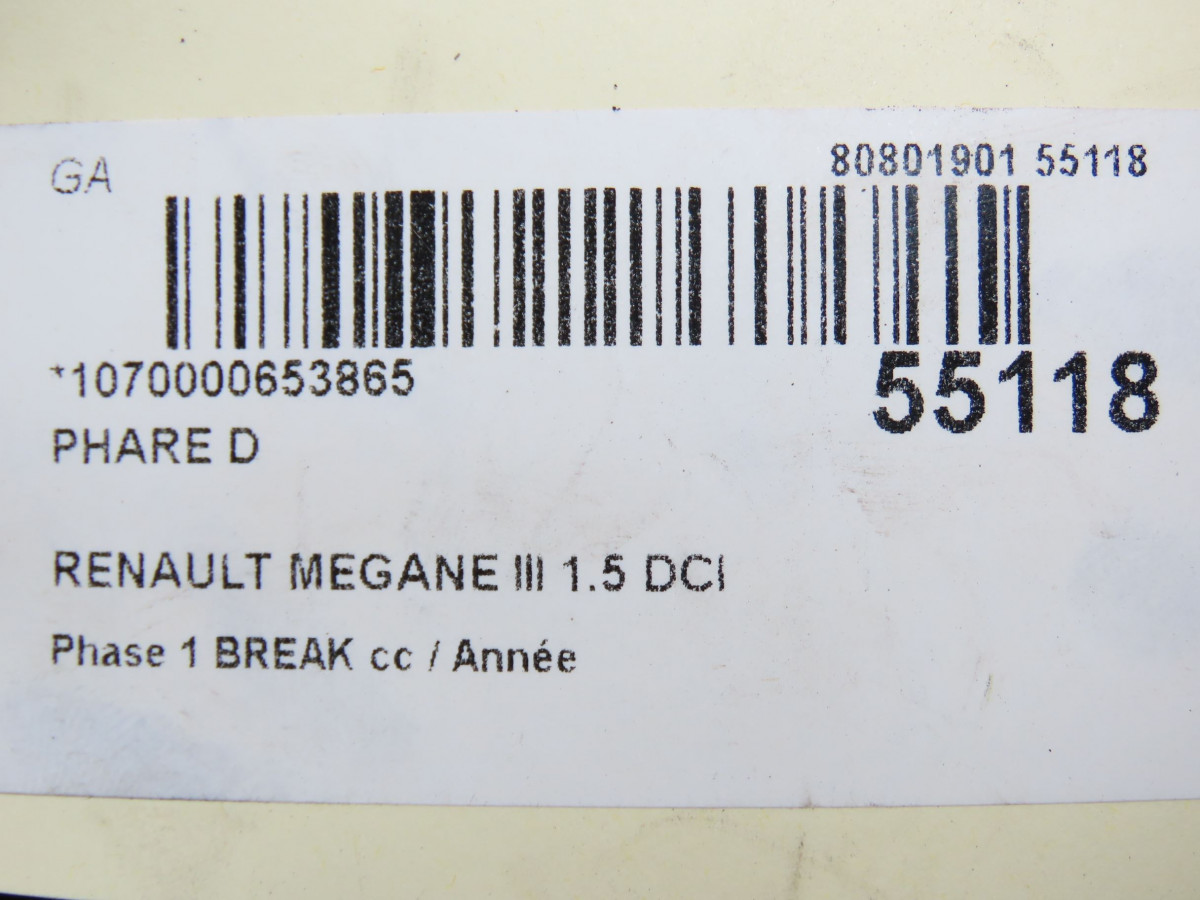 GA
80801901 55118
*1070000653865
55118
PHARE D
RENAULT MEGANE III 1.5 DCI
Phase 1 BREAK cc / Année